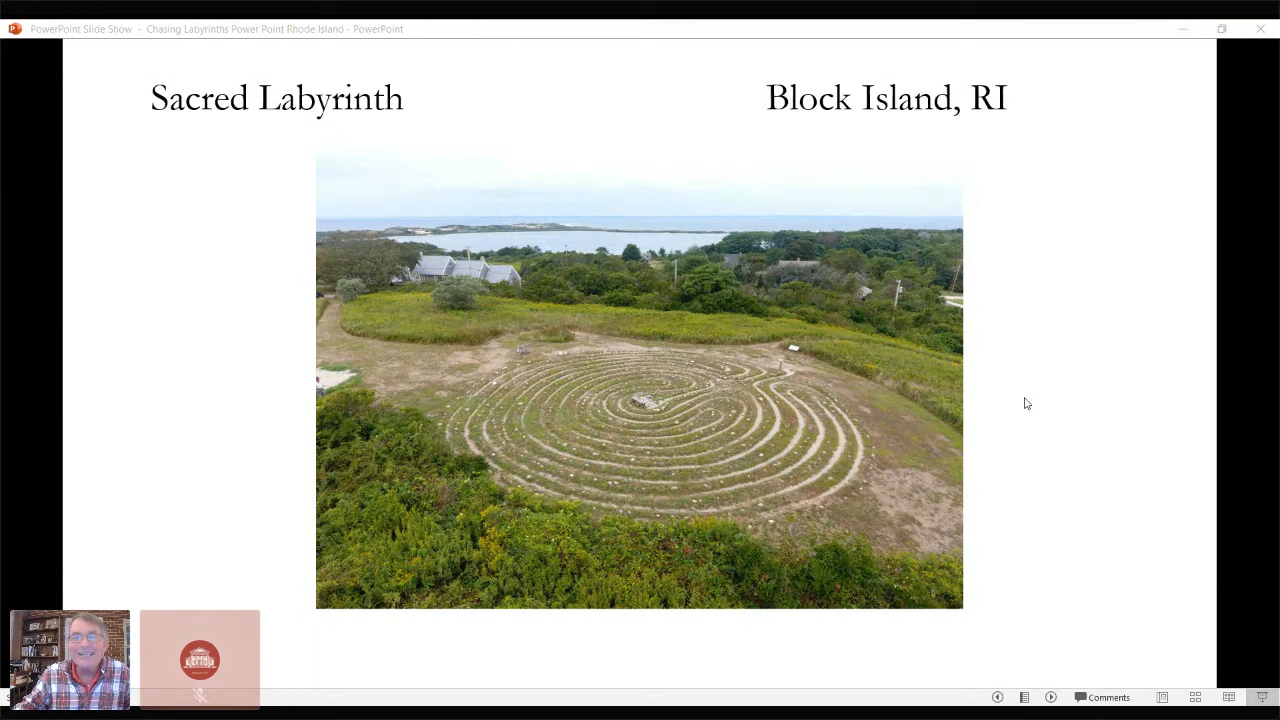 PowerPoint Slide Show - Chasing Labyrinths Power Point Rhode Island - PowerPoint
Sacred Labyrinth
Block Island, RI
Comments